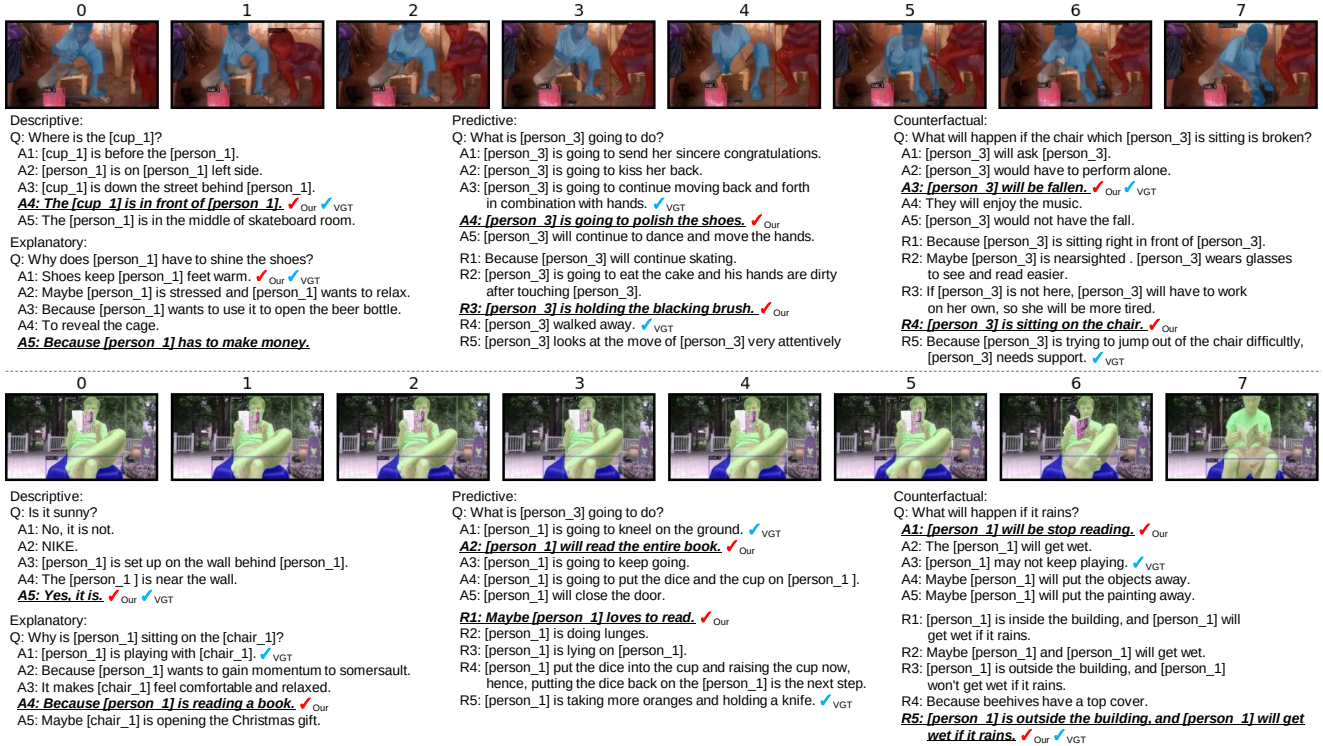 0 1 2 3 4 5 6 7
Descriptive:
Q: Where is the [cup_1]?
A1: [cup_1] is before the [person_1].
A2: [person_1] is on [person_1] left side.
A3: [cup_1] is down the street behind [person_1].
A4: The [cup_1] is in front of [person_1]. ✓Our ✓VGT
A5: The [person_1] is in the middle of skateboard room.
Explanatory:
Q: Why does [person_1] have to shine the shoes?
A1: Shoes keep [person_1] feet warm. ✓Our ✓VGT
A2: Maybe [person_1] is stressed and [person_1] wants to relax.
A3: Because [person_1] wants to use it to open the beer bottle.
A4: To reveal the cage.
A5: Because [person_1] has to make money.
Predictive:
Q: What is [person_3] going to do?
A1: [person_3] is going to send her sincere congratulations.
A2: [person_3] is going to kiss her back.
A3: [person_3] is going to continue moving back and forth
in combination with hands. ✓VGT
A4: [person_3] is going to polish the shoes. ✓Our
A5: [person_3] will continue to dance and move the hands.
R1: Because [person_3] will continue skating.
R2: [person_3] is going to eat the cake and his hands are dirty
after touching [person_3].
R3: [person_3] is holding the blacking brush. ✓Our
R4: [person_3] walked away. ✓VGT
R5: [person_3] looks at the move of [person_3] very attentively
Counterfactual:
Q: What will happen if the chair which [person_3] is sitting is broken?
A1: [person_3] will ask [person_3].
A2: [person_3] would have to perform alone.
A3: [person_3] will be fallen. ✓Our ✓VGT
A4: They will enjoy the music.
A5: [person_3] would not have the fall.
R1: Because [person_3] is sitting right in front of [person_3].
R2: Maybe [person_3] is nearsighted . [person_3] wears glasses
to see and read easier.
R3: If [person_3] is not here, [person_3] will have to work
on her own, so she will be more tired.
R4: [person_3] is sitting on the chair. ✓Our
R5: Because [person_3] is trying to jump out of the chair difficultly,
[person_3] needs support. ✓VGT
0 1 2 3 4 5 6 7
Descriptive:
Q: Is it sunny?
A1: No, it is not.
A2: NIKE.
A3: [person_1] is set up on the wall behind [person_1].
A4: The [person_1 ] is near the wall.
A5: Yes, it is. ✓Our ✓VGT
Explanatory:
Q: Why is [person_1] sitting on the [chair_1]?
A1: [person_1] is playing with [chair_1]. ✓VGT
A2: Because [person_1] wants to gain momentum to somersault.
A3: It makes [chair_1] feel comfortable and relaxed.
A4: Because [person_1] is reading a book. ✓Our
A5: Maybe [chair_1] is opening the Christmas gift.
Predictive:
Q: What is [person_3] going to do?
A1: [person_1] is going to kneel on the ground. ✓VGT
A2: [person_1] will read the entire book. ✓Our
A3: [person_1] is going to keep going.
A4: [person_1] is going to put the dice and the cup on [person_1 ].
A5: [person_1] will close the door.
R1: Maybe [person_1] loves to read. ✓Our
R2: [person_1] is doing lunges.
R3: [person_1] is lying on [person_1].
R4: [person_1] put the dice into the cup and raising the cup now,
hence, putting the dice back on the [person_1] is the next step.
R5: [person_1] is taking more oranges and holding a knife. ✓VGT
Counterfactual:
Q: What will happen if it rains?
A1: [person_1] will be stop reading. ✓Our
A2: The [person_1] will get wet.
A3: [person_1] may not keep playing. ✓VGT
A4: Maybe [person_1] will put the objects away.
A5: Maybe [person_1] will put the painting away.
R1: [person_1] is inside the building, and [person_1] will
get wet if it rains.
R2: Maybe [person_1] and [person_1] will get wet.
R3: [person_1] is outside the building, and [person_1]
won't get wet if it rains.
R4: Because beehives have a top cover.
R5: [person_1] is outside the building, and [person_1] will get
wet if it rains. ✓Our ✓VGT